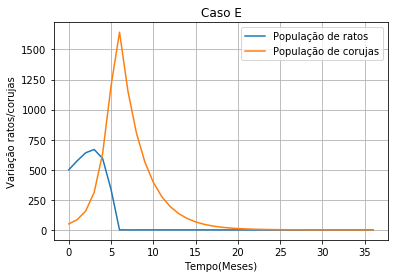 Caso E
População de ratos
População de corujas
Variação ratos/corujas
1500
1250
1000
750
500
250
0
0 5 10 15 20 25 30 35
Tempo(Meses)